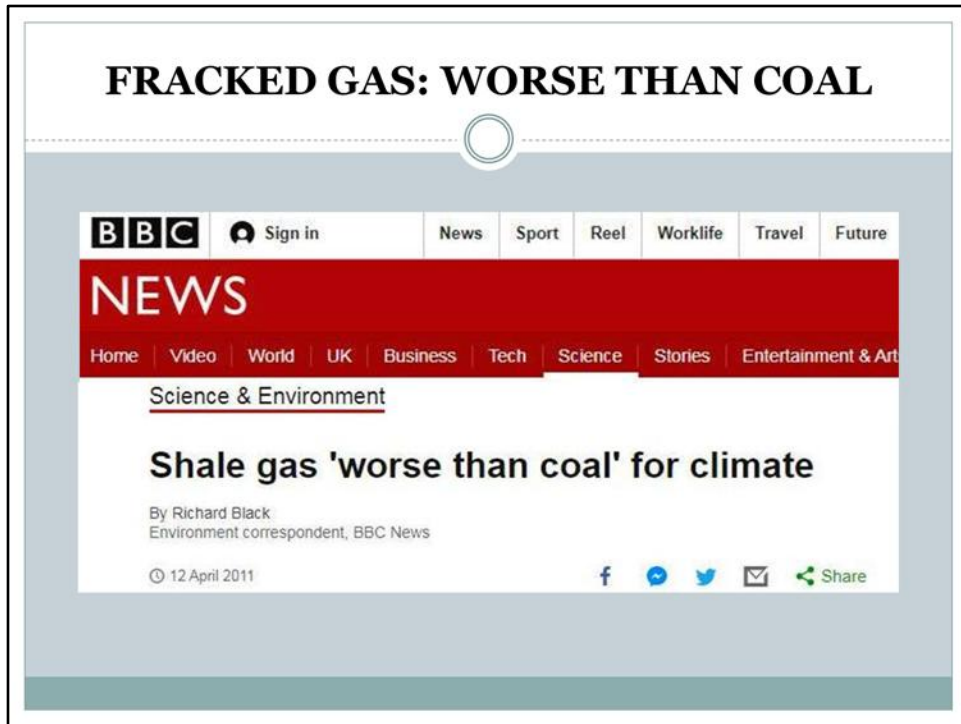 FRACKED GAS: WORSE THAN COAL
BBC Sign in News Sport Reel Worklife Travel Future
NEWS
Home Video World UK Business Tech Science Stories Entertainment & Art
Science & Environment
Shale gas 'worse than coal' for climate
By Richard Black
Environment correspondent, BBC News
12 April 2011 Share